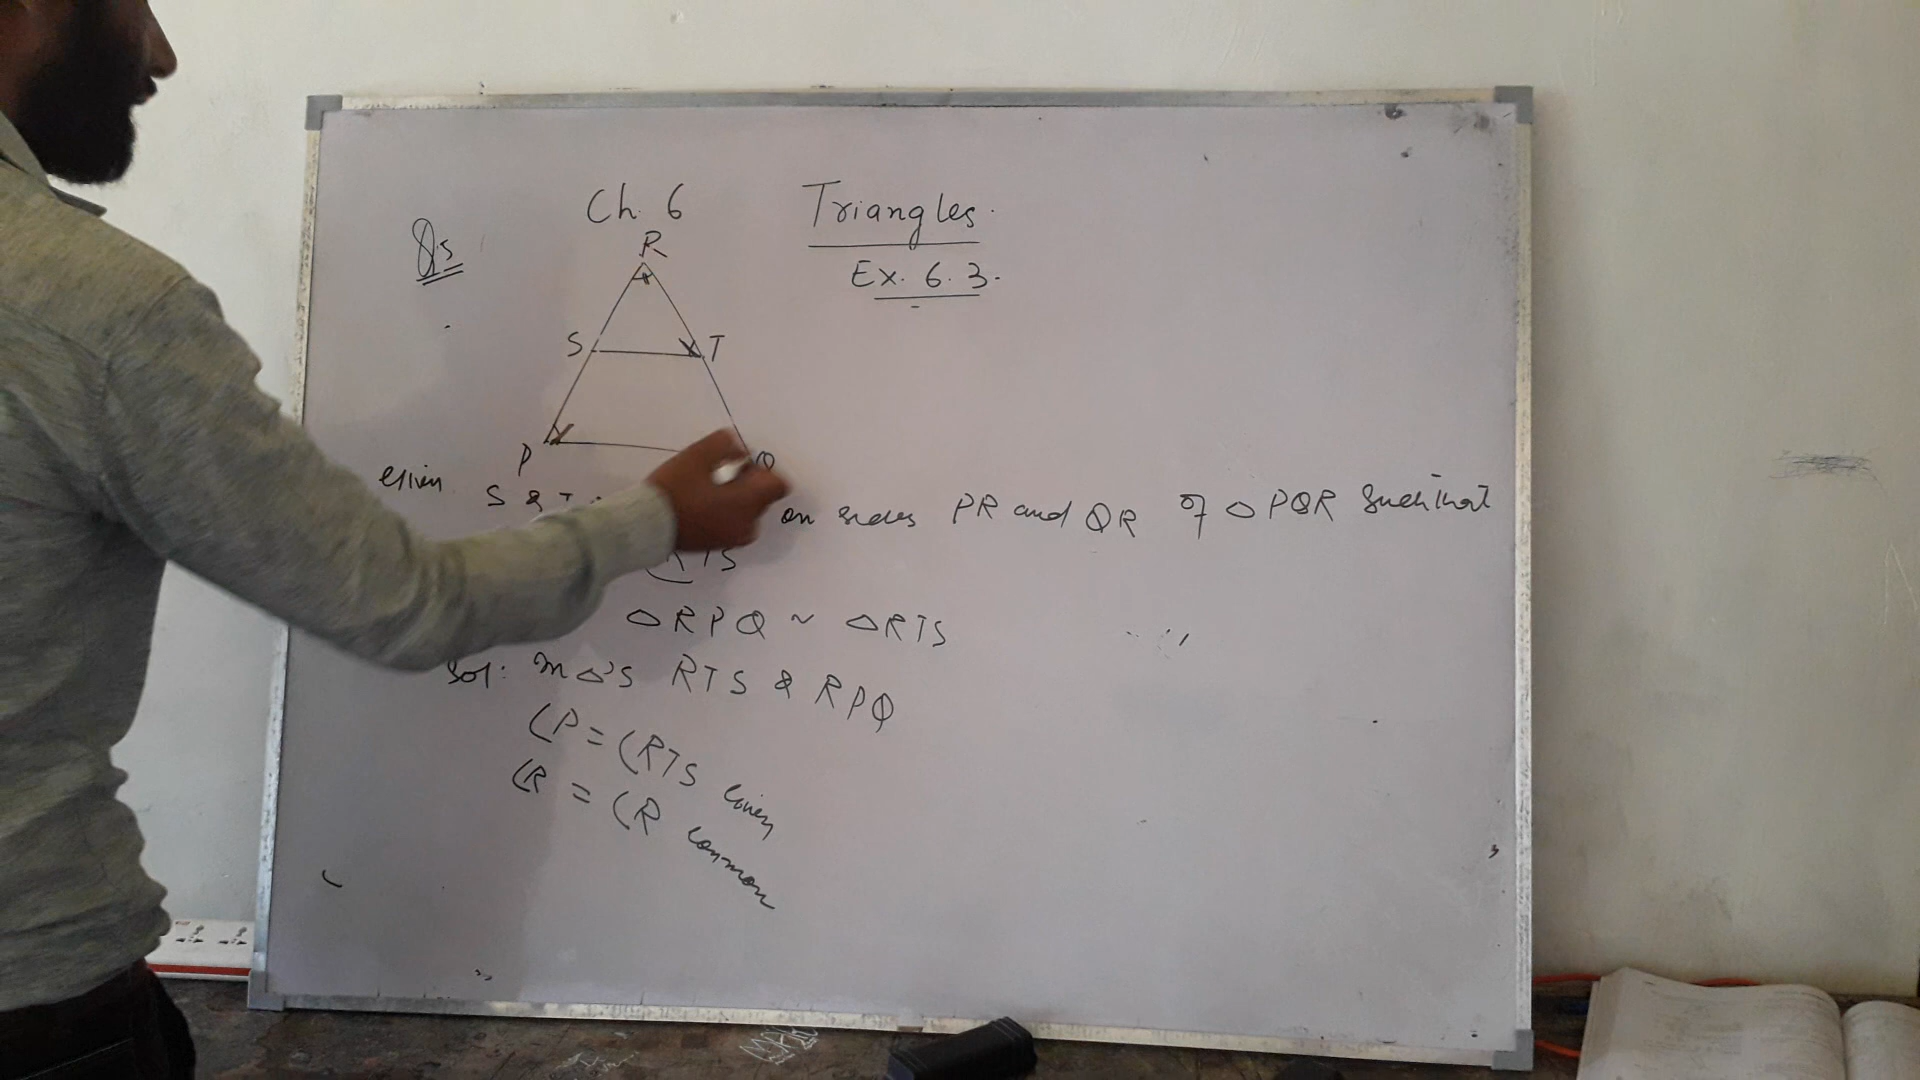 Ch. 6 Triangles.
Q5
Ex. 6.3.
R
S T
P Q
Given S & T on sides PR and QR of △PQR Such that
RTS
△RPQ ~ △RTS
Sol: In △'s RTS & RPQ
∠P = ∠RTS Given
∠R = ∠R common